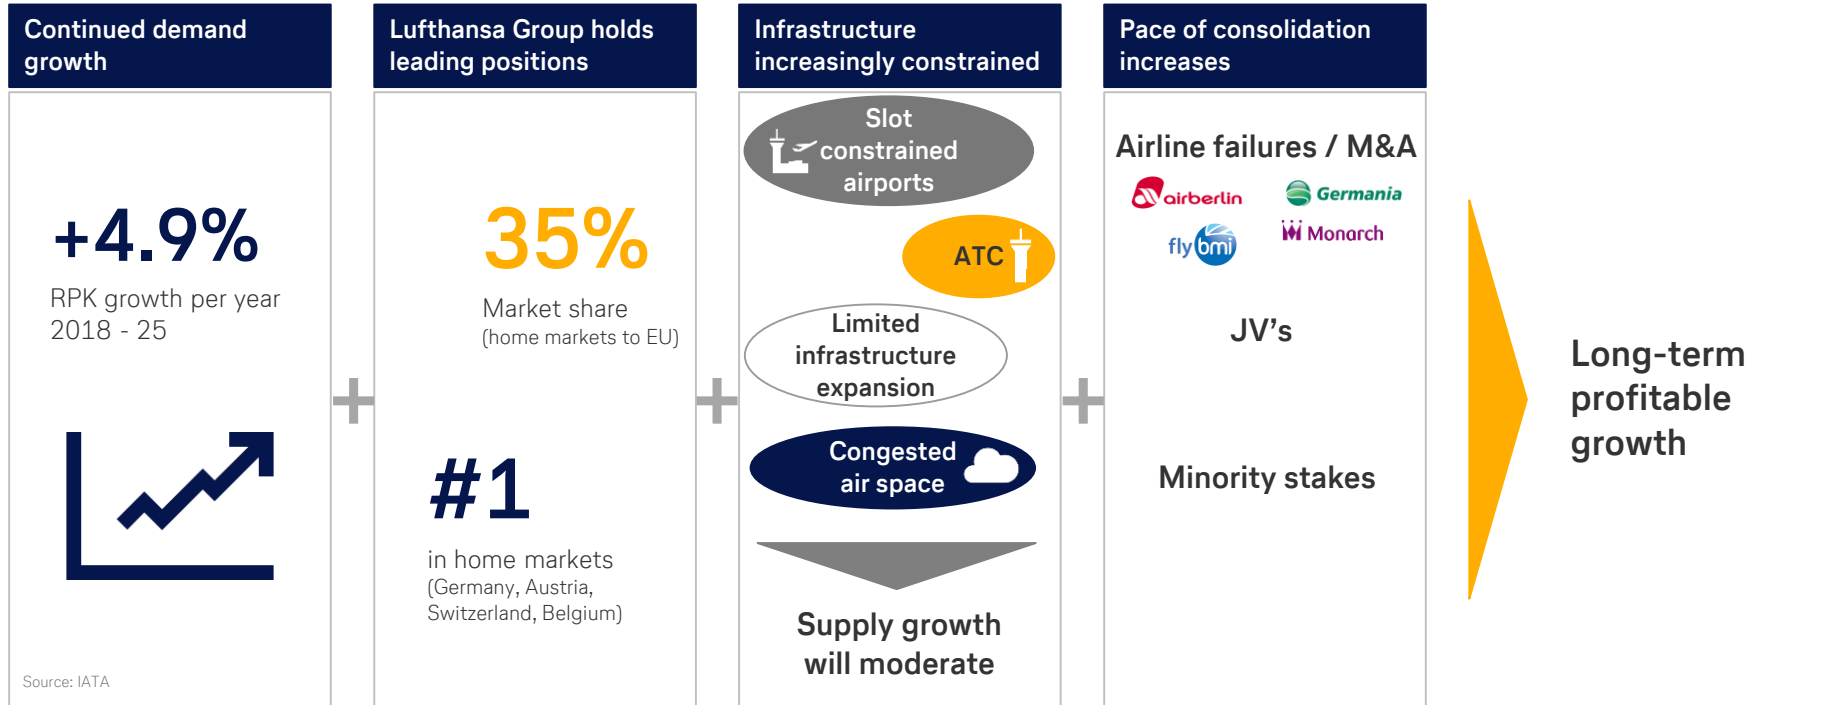 Continued demand
growth
+4.9%
RPK growth per year
2018 - 25
Source: IATA
+
Lufthansa Group holds
leading positions
35%
Market share
(home markets to EU)
#1
in home markets
(Germany, Austria,
Switzerland, Belgium)
+
Infrastructure
increasingly constrained
Slot
constrained
airports
ATC
Limited
infrastructure
expansion
Congested
air space
Supply growth
will moderate
+
Pace of consolidation
increases
Airline failures / M&A
airberlin
Germania
flybmi
Monarch
JV's
Minority stakes
Long-term
profitable
growth